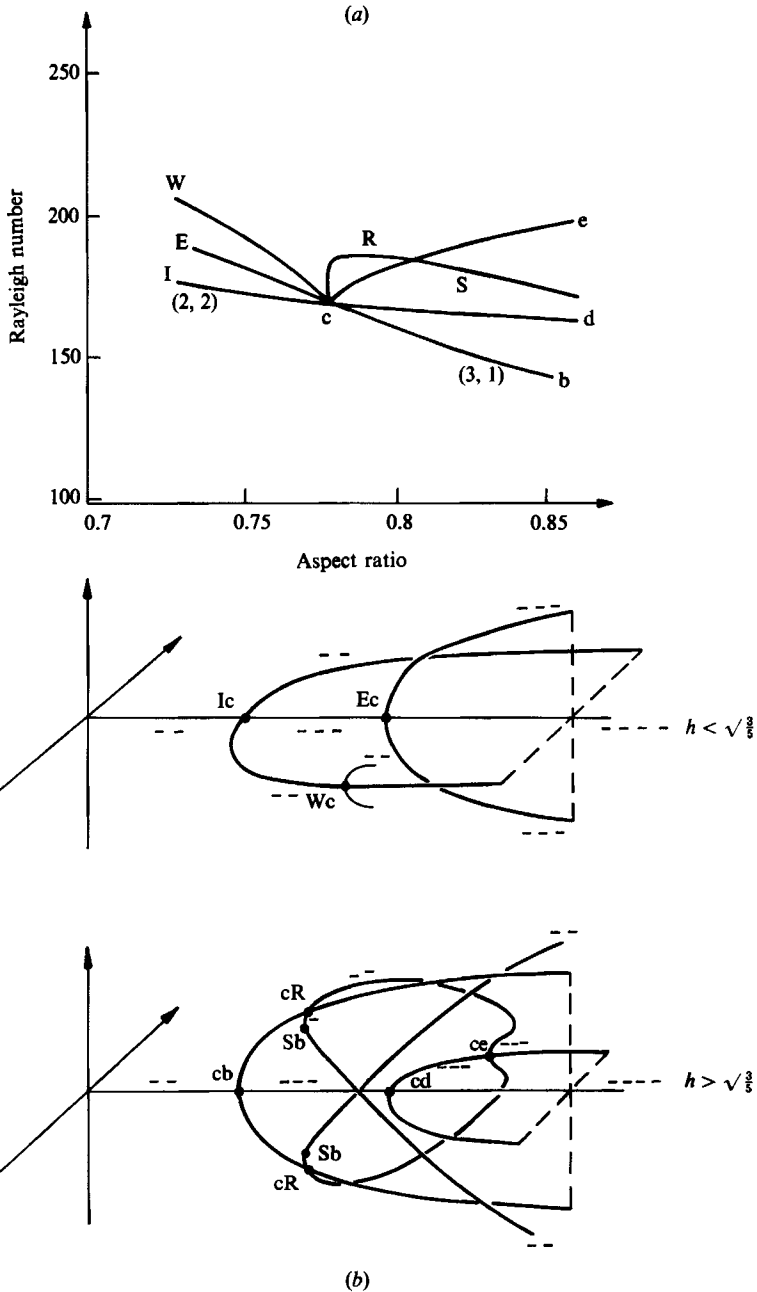 (a)
250
200
150
100
Rayleigh number
W
E
I
(2, 2)
c
R
S
e
d
(3, 1)
b
0.7
0.75
0.8
0.85
Aspect ratio
Ic
Ec
Wc
h < √3/5
cR
Sb
cb
ce
cd
h > √3/5
Sb
cR
(b)